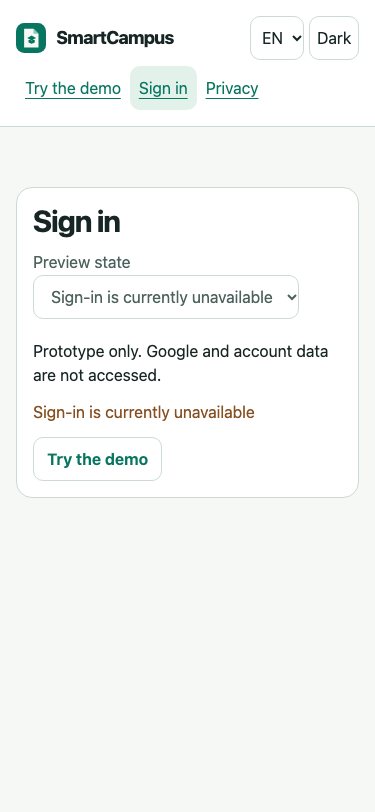 SmartCampus
EN
Dark
Try the demo
Sign in
Privacy
Sign in
Preview state
Sign-in is currently unavailable
Prototype only. Google and account data
are not accessed.
Sign-in is currently unavailable
Try the demo